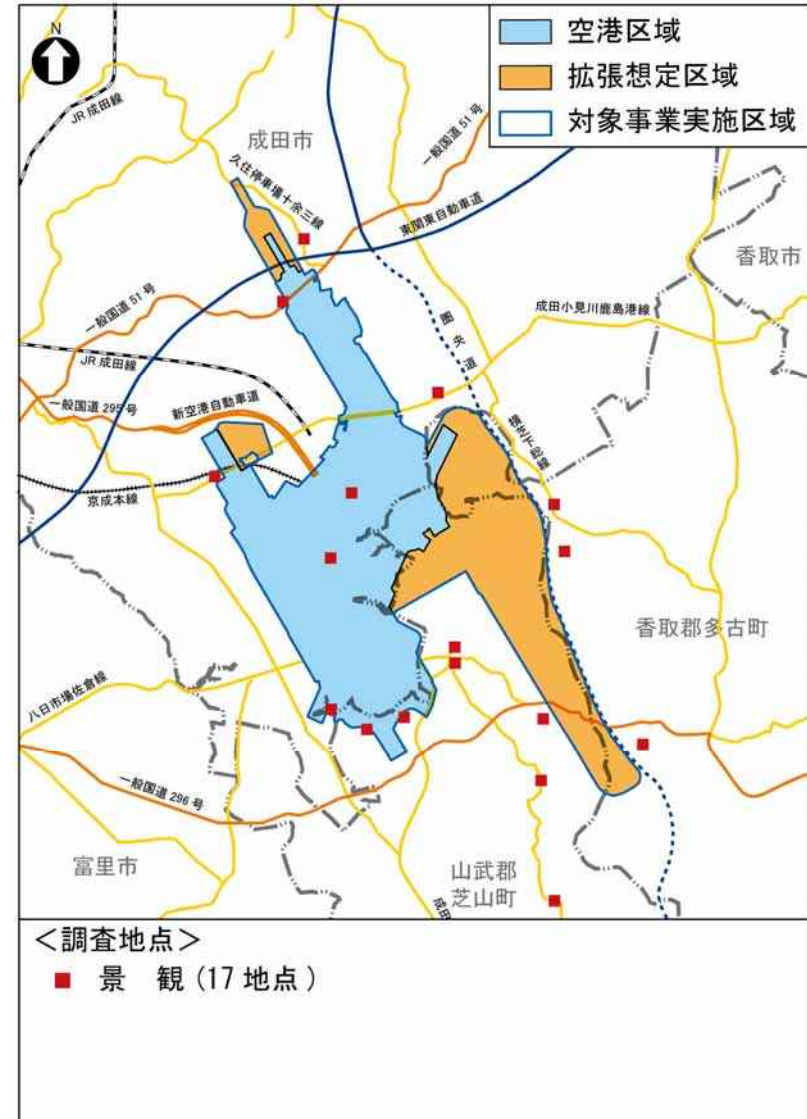 N
空港区域
拡張想定区域
対象事業実施区域
JR成田線
成田市
久住停車場十余三線
一般国道51号
東関東自動車道
香取市
一般国道51号
圏央道
成田小見川鹿島港線
JR成田線
一般国道295号
新空港自動車道
横芝下総線
京成本線
香取郡多古町
八日市場佐倉線
一般国道296号
富里市
山武郡
芝山町
成田
＜調査地点＞
景 観(17地点)